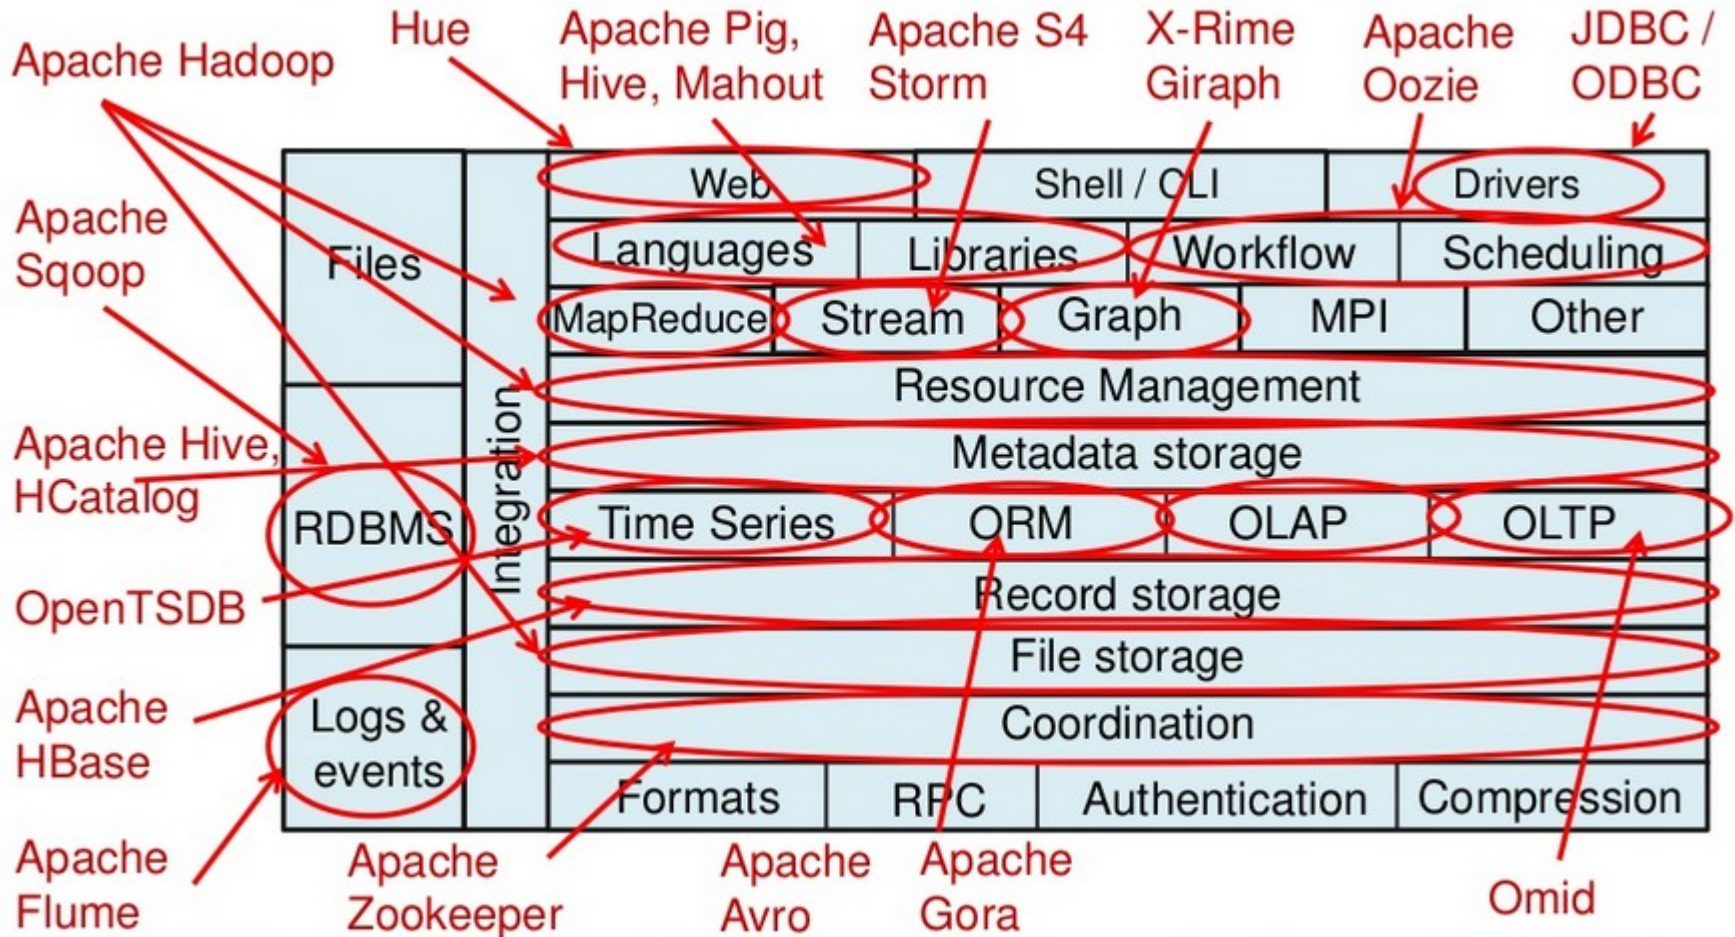 Hue
Apache Pig,
Hive, Mahout
Apache S4
Storm
X-Rime
Giraph
Apache
Oozie
JDBC /
ODBC
Apache Hadoop
Apache
Sqoop
Apache Hive,
HCatalog
OpenTSDB
Apache
HBase
Apache
Flume
Files
RDBMS
Logs &
events
Integration
Web
Shell / CLI
Drivers
Languages
Libraries
Workflow
Scheduling
MapReduce
Stream
Graph
MPI
Other
Resource Management
Metadata storage
Time Series
ORM
OLAP
OLTP
Record storage
File storage
Coordination
Formats
RPC
Authentication
Compression
Apache
Zookeeper
Apache
Avro
Apache
Gora
Omid